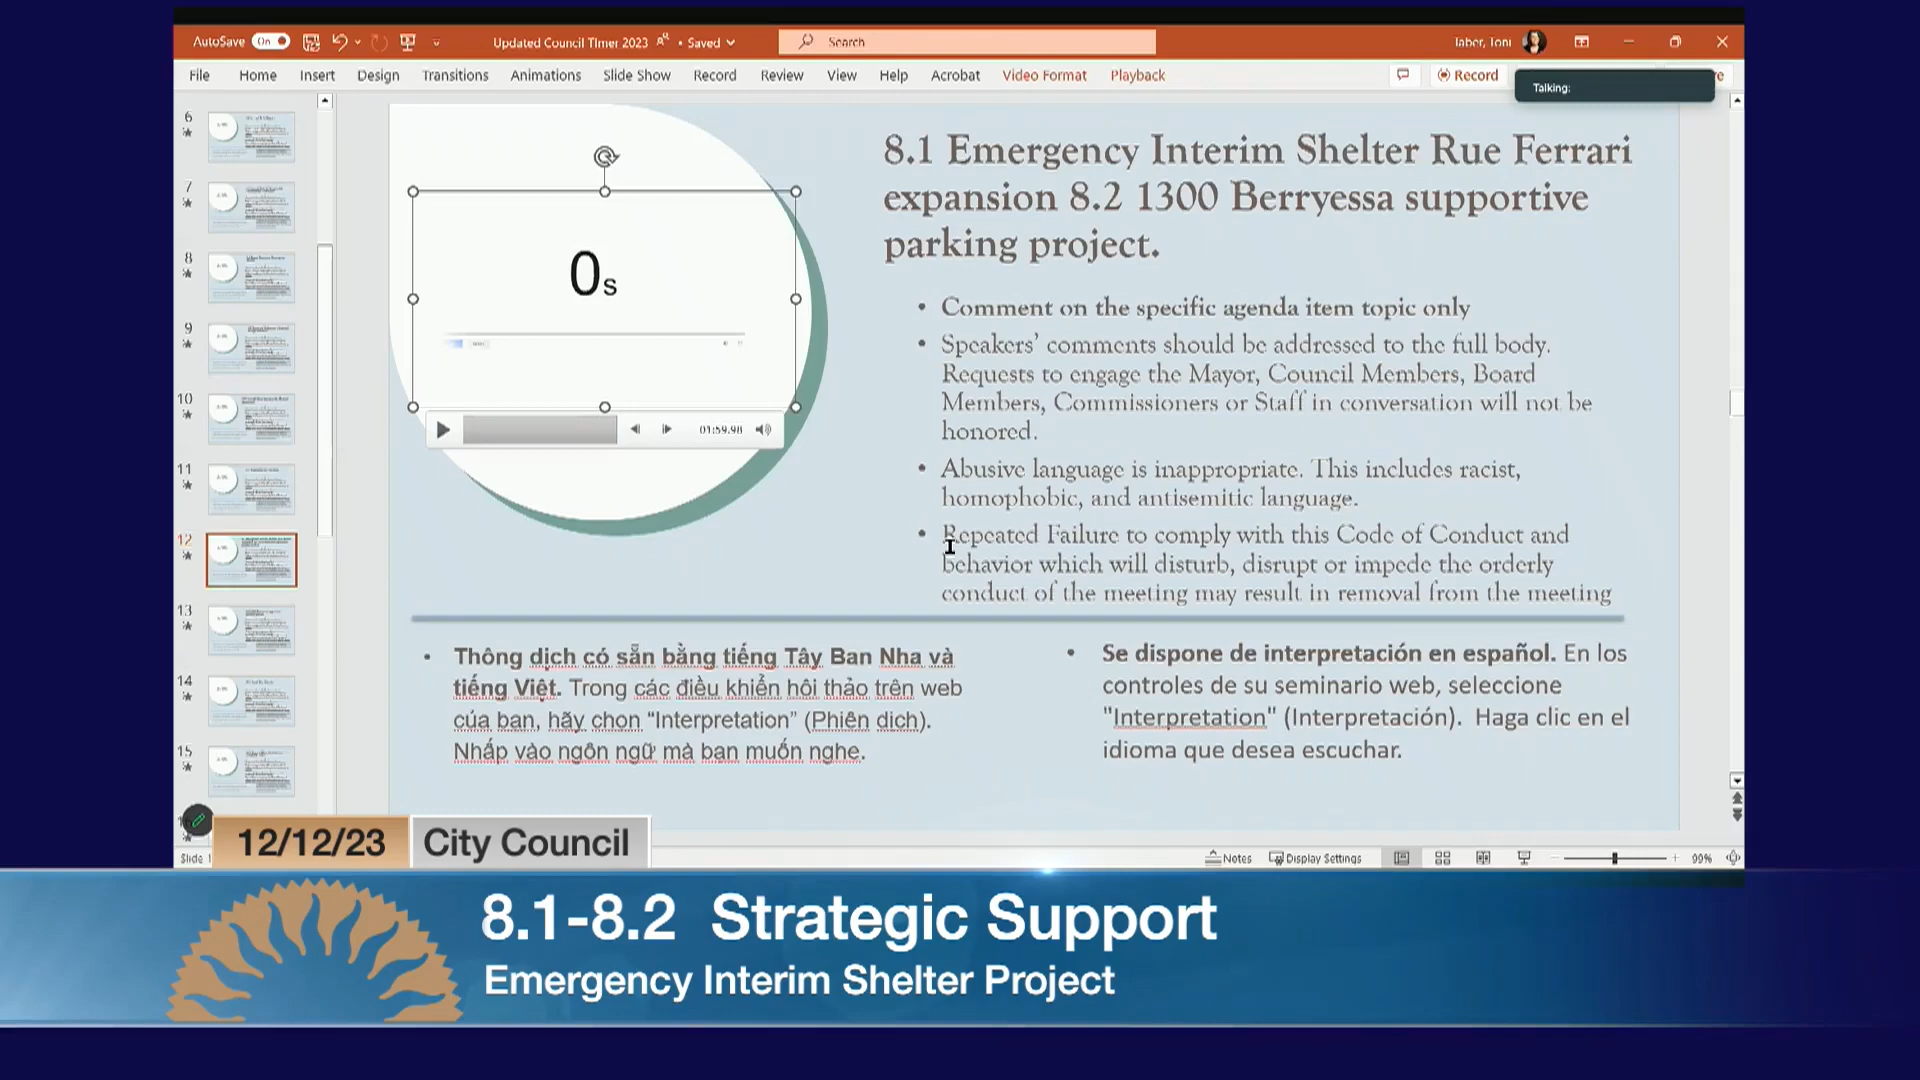 AutoSave On Updated Council Timer 2023 • Saved Search Taber, Toni
File Home Insert Design Transitions Animations Slide Show Record Review View Help Acrobat Video Format Playback Record
Talking:
6
7
8
9
10
11
12
13
14
15
8.1 Emergency Interim Shelter Rue Ferrari
expansion 8.2 1300 Berryessa supportive
parking project.
0s
01:59.98
• Comment on the specific agenda item topic only
• Speakers’ comments should be addressed to the full body.
Requests to engage the Mayor, Council Members, Board
Members, Commissioners or Staff in conversation will not be
honored.
• Abusive language is inappropriate. This includes racist,
homophobic, and antisemitic language.
• Repeated Failure to comply with this Code of Conduct and
behavior which will disturb, disrupt or impede the orderly
conduct of the meeting may result in removal from the meeting
• Thông dịch có sẵn bằng tiếng Tây Ban Nha và
tiếng Việt. Trong các điều khiển hội thảo trên web
của bạn, hãy chọn “Interpretation” (Phiên dịch).
Nhấp vào ngôn ngữ mà bạn muốn nghe.
• Se dispone de interpretación en español. En los
controles de su seminario web, seleccione
"Interpretation" (Interpretación). Haga clic en el
idioma que desea escuchar.
Slide 1 Notes Display Settings 99%
12/12/23 City Council
8.1-8.2 Strategic Support
Emergency Interim Shelter Project